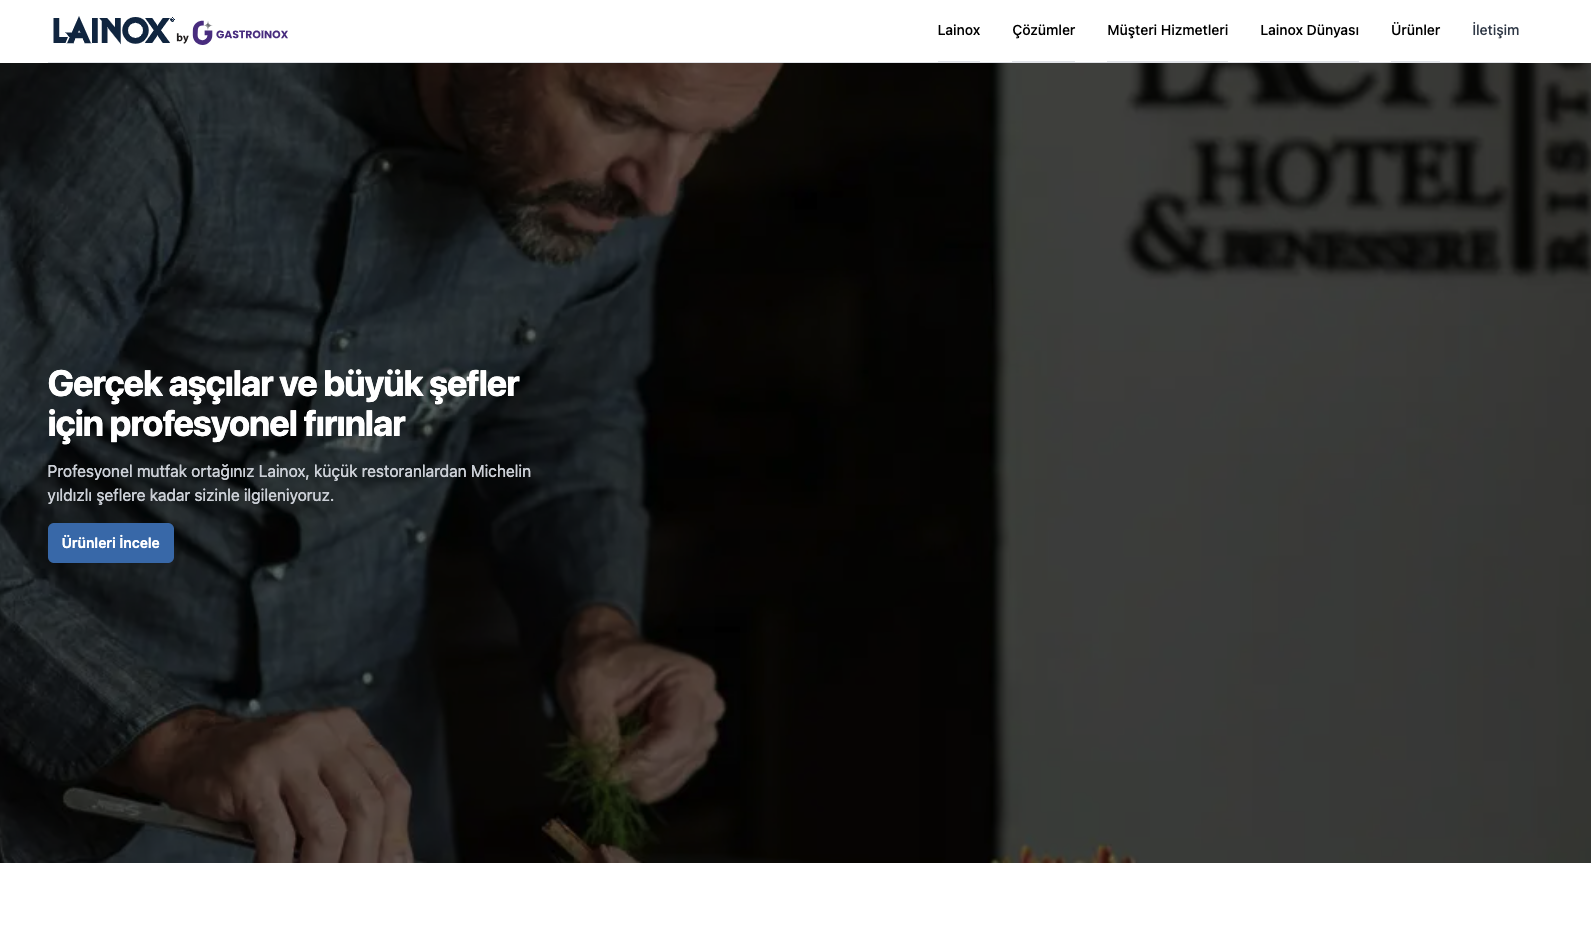 LAINOX by GASTROINOX
Lainox Çözümler Müşteri Hizmetleri Lainox Dünyası Ürünler İletişim
HOTEL
& BENESSERE
Gerçek aşçılar ve büyük şefler
için profesyonel fırınlar
Profesyonel mutfak ortağınız Lainox, küçük restoranlardan Michelin
yıldızlı şeflere kadar sizinle ilgileniyoruz.
Ürünleri İncele